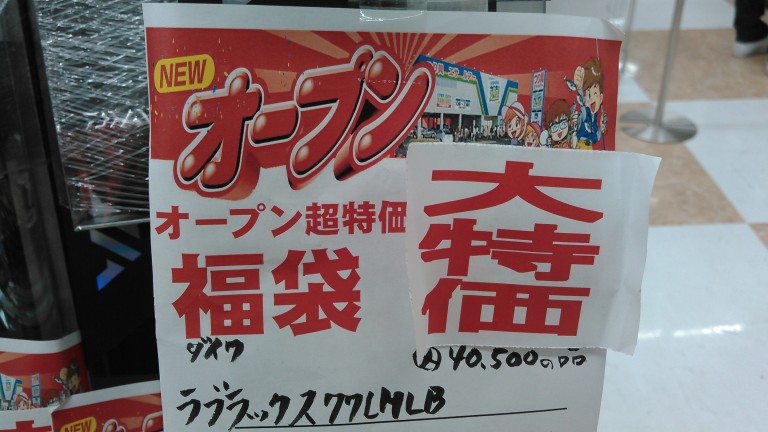 NEW
オープン
オープン超特価
大特価
福袋
ダイワ
40,500の品
ラブラックス77LMLB